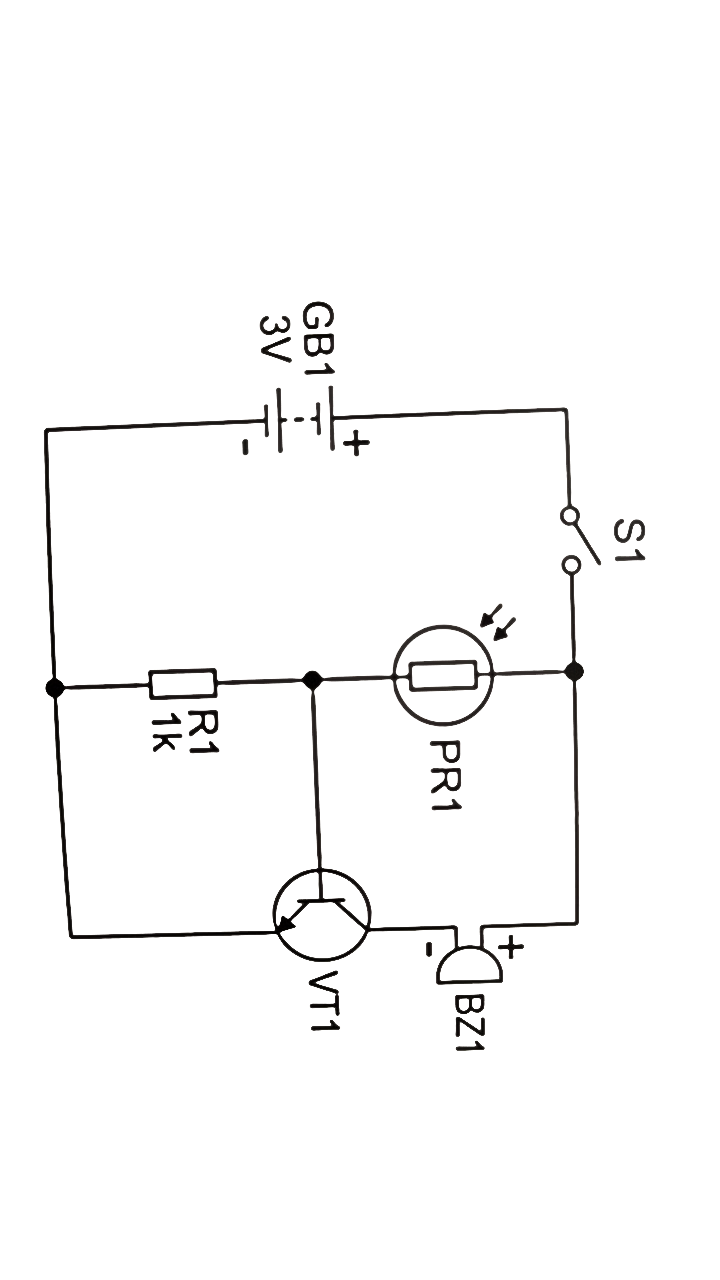 GB1
3V
+
-
S1
PR1
R1
1k
VT1
+
-
BZ1